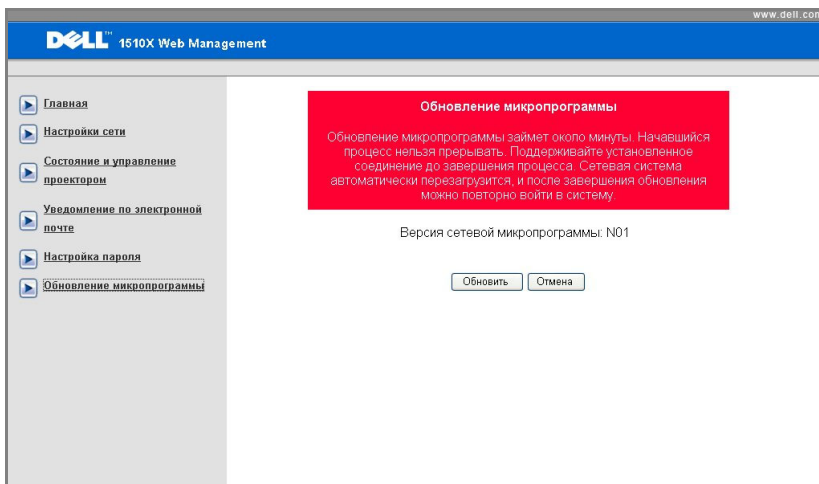 www.dell.com
DELL™ 1510X Web Management
Главная
Настройки сети
Состояние и управление
проектором
Уведомление по электронной
почте
Настройка пароля
Обновление микропрограммы
Обновление микропрограммы
Обновление микропрограммы займет около минуты. Начавшийся
процесс нельзя прерывать. Поддерживайте установленное
соединение до завершения процесса. Сетевая система
автоматически перезагрузится, и после завершения обновления
можно повторно войти в систему.
Версия сетевой микропрограммы: N01
Обновить Отмена